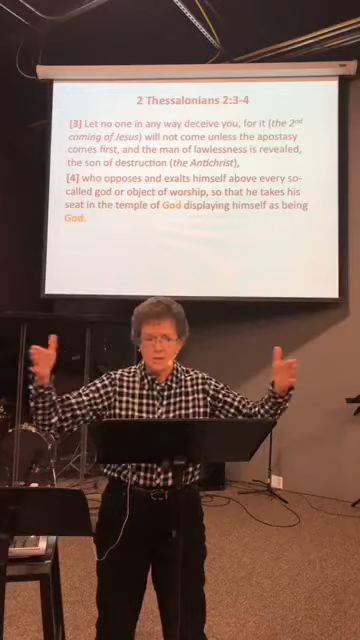 2 Thessalonians 2:3-4
[3] Let no one in any way deceive you, for it (the 2nd
coming of Jesus) will not come unless the apostasy
comes first, and the man of lawlessness is revealed,
the son of destruction (the Antichrist),
[4] who opposes and exalts himself above every so-
called god or object of worship, so that he takes his
seat in the temple of God displaying himself as being
God.